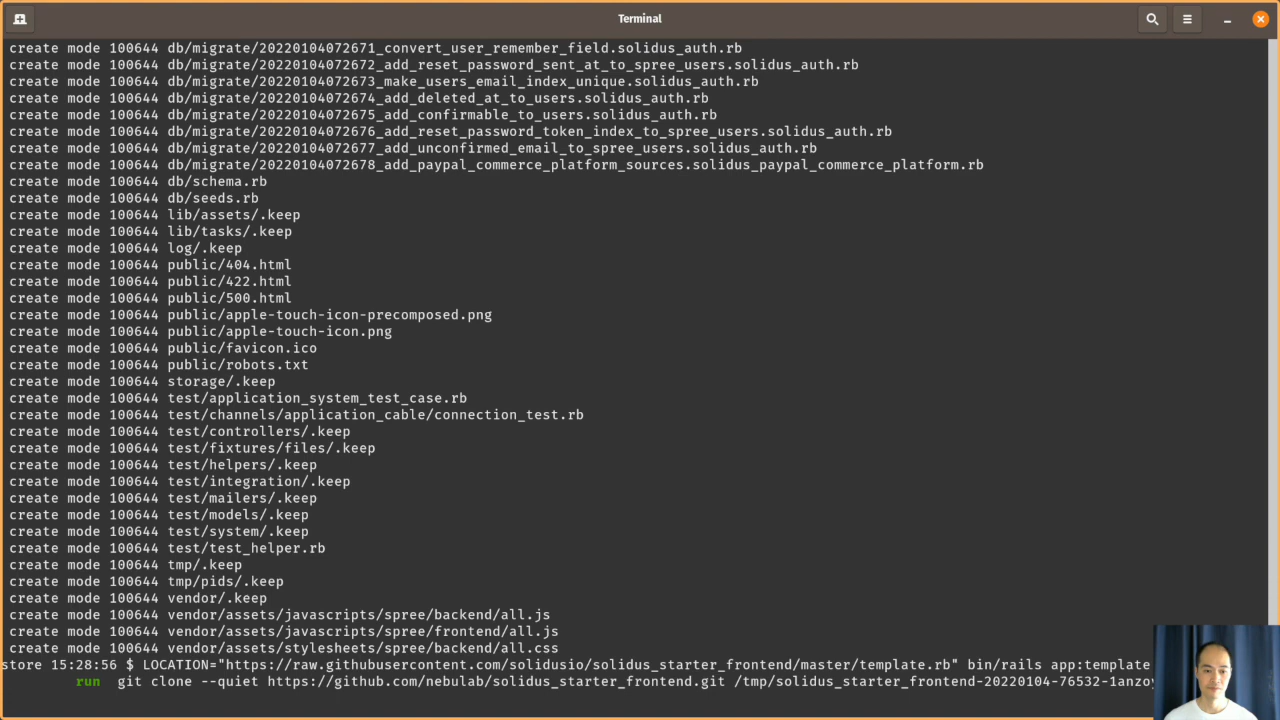 Terminal
create mode 100644 db/migrate/20220104072671_convert_user_remember_field.solidus_auth.rb
create mode 100644 db/migrate/20220104072672_add_reset_password_sent_at_to_spree_users.solidus_auth.rb
create mode 100644 db/migrate/20220104072673_make_users_email_index_unique.solidus_auth.rb
create mode 100644 db/migrate/20220104072674_add_deleted_at_to_users.solidus_auth.rb
create mode 100644 db/migrate/20220104072675_add_confirmable_to_users.solidus_auth.rb
create mode 100644 db/migrate/20220104072676_add_reset_password_token_index_to_spree_users.solidus_auth.rb
create mode 100644 db/migrate/20220104072677_add_unconfirmed_email_to_spree_users.solidus_auth.rb
create mode 100644 db/migrate/20220104072678_add_paypal_commerce_platform_sources.solidus_paypal_commerce_platform.rb
create mode 100644 db/schema.rb
create mode 100644 db/seeds.rb
create mode 100644 lib/assets/.keep
create mode 100644 lib/tasks/.keep
create mode 100644 log/.keep
create mode 100644 public/404.html
create mode 100644 public/422.html
create mode 100644 public/500.html
create mode 100644 public/apple-touch-icon-precomposed.png
create mode 100644 public/apple-touch-icon.png
create mode 100644 public/favicon.ico
create mode 100644 public/robots.txt
create mode 100644 storage/.keep
create mode 100644 test/application_system_test_case.rb
create mode 100644 test/channels/application_cable/connection_test.rb
create mode 100644 test/controllers/.keep
create mode 100644 test/fixtures/files/.keep
create mode 100644 test/helpers/.keep
create mode 100644 test/integration/.keep
create mode 100644 test/mailers/.keep
create mode 100644 test/models/.keep
create mode 100644 test/system/.keep
create mode 100644 test/test_helper.rb
create mode 100644 tmp/.keep
create mode 100644 tmp/pids/.keep
create mode 100644 vendor/.keep
create mode 100644 vendor/assets/javascripts/spree/backend/all.js
create mode 100644 vendor/assets/javascripts/spree/frontend/all.js
create mode 100644 vendor/assets/stylesheets/spree/backend/all.css
store 15:28:56 $ LOCATION="https://raw.githubusercontent.com/solidusio/solidus_starter_frontend/master/template.rb" bin/rails app:template
run git clone --quiet https://github.com/nebulab/solidus_starter_frontend.git /tmp/solidus_starter_frontend-20220104-76532-1anzoy